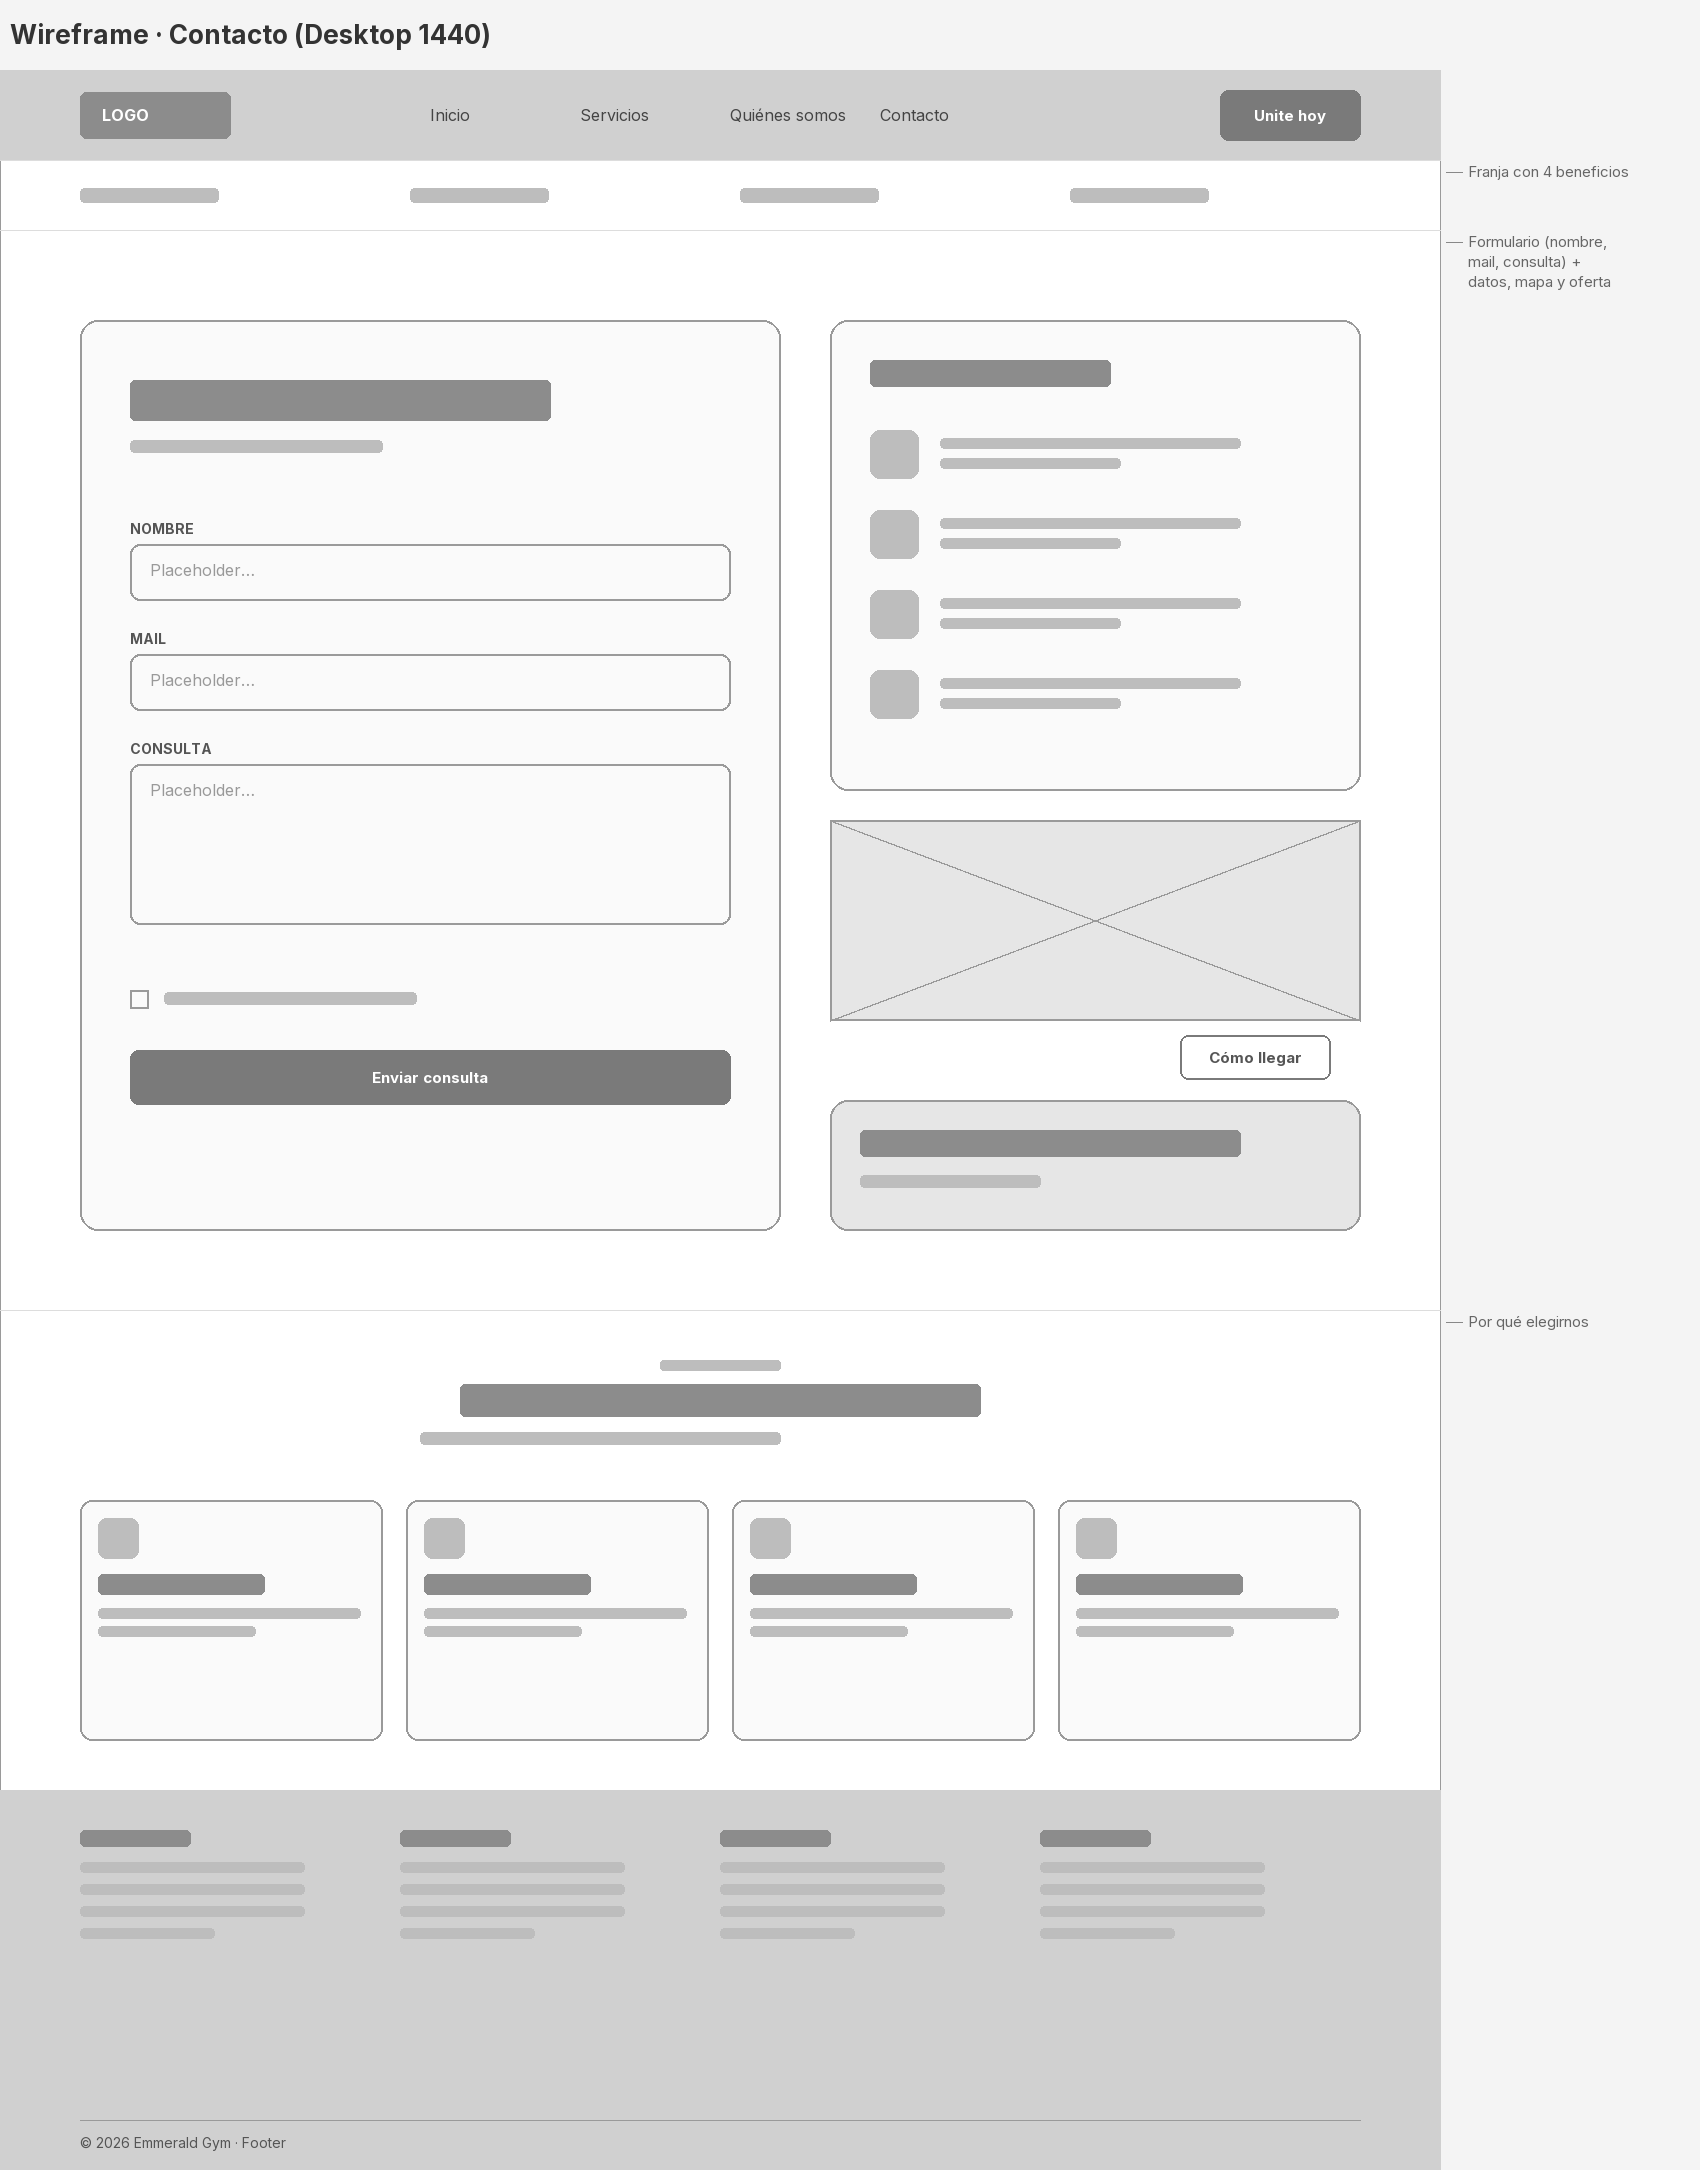 Wireframe · Contacto (Desktop 1440)
LOGO
Inicio
Servicios
Quiénes somos
Contacto
Unite hoy
Franja con 4 beneficios
Formulario (nombre,
mail, consulta) +
datos, mapa y oferta
NOMBRE
Placeholder...
MAIL
Placeholder...
CONSULTA
Placeholder...
Enviar consulta
Cómo llegar
Por qué elegirnos
© 2026 Emmerald Gym · Footer